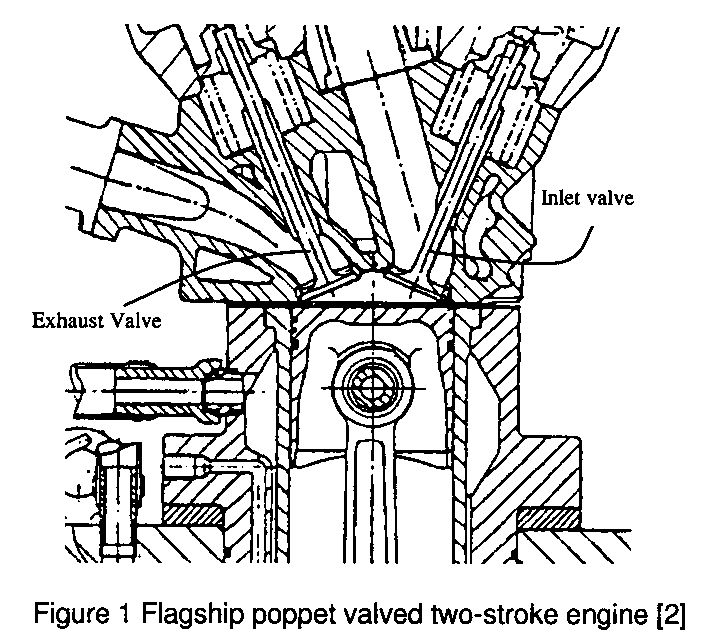 Inlet valve
Exhaust Valve
Figure 1 Flagship poppet valved two-stroke engine [2]